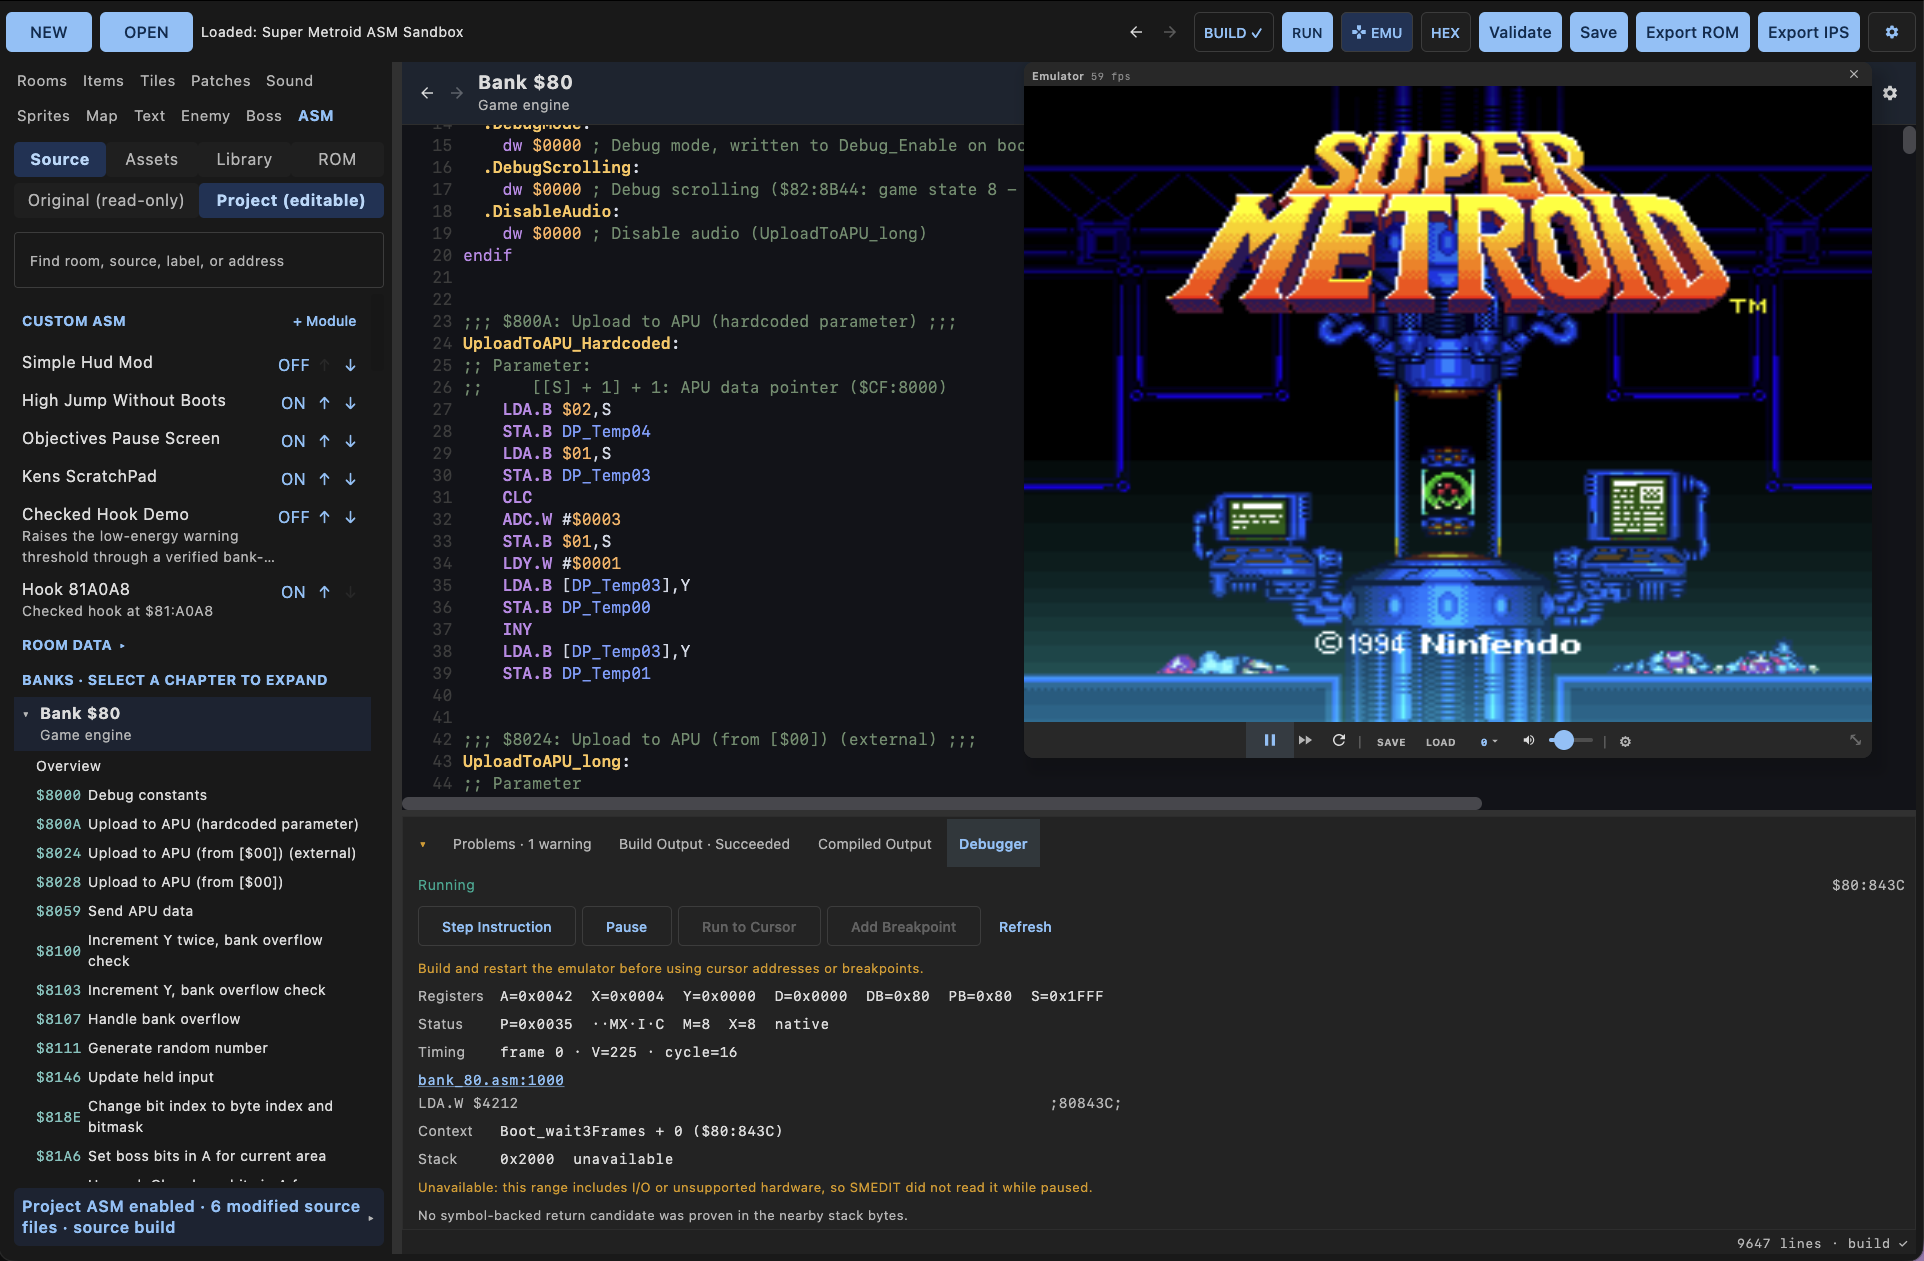 NEW OPEN Loaded: Super Metroid ASM Sandbox ← → BUILD ✓ RUN EMU HEX Validate Save Export ROM Export IPS
Rooms Items Tiles Patches Sound
Sprites Map Text Enemy Boss ASM
Source Assets Library ROM
Original (read-only) Project (editable)
Find room, source, label, or address
CUSTOM ASM + Module
Simple Hud Mod OFF ↑ ↓
High Jump Without Boots ON ↑ ↓
Objectives Pause Screen ON ↑ ↓
Kens ScratchPad ON ↑ ↓
Checked Hook Demo OFF ↑ ↓
Raises the low-energy warning
threshold through a verified bank-...
Hook 81A0A8 ON ↑ ↓
Checked hook at $81:A0A8
ROOM DATA ▸
BANKS · SELECT A CHAPTER TO EXPAND
▾ Bank $80
Game engine
Overview
$8000 Debug constants
$800A Upload to APU (hardcoded parameter)
$8024 Upload to APU (from [$00]) (external)
$8028 Upload to APU (from [$00])
$8059 Send APU data
$8100 Increment Y twice, bank overflow
check
$8103 Increment Y, bank overflow check
$8107 Handle bank overflow
$8111 Generate random number
$8146 Update held input
$818E Change bit index to byte index and
bitmask
$81A6 Set boss bits in A for current area
Project ASM enabled · 6 modified source
files · source build ▸
← → Bank $80
Game engine
14 .DebugMode:
15 dw $0000 ; Debug mode, written to Debug_Enable on boo
16 .DebugScrolling:
17 dw $0000 ; Debug scrolling ($82:8B44: game state 8 –
18 .DisableAudio:
19 dw $0000 ; Disable audio (UploadToAPU_long)
20 endif
21
22
23 ;;; $800A: Upload to APU (hardcoded parameter) ;;;
24 UploadToAPU_Hardcoded:
25 ;; Parameter:
26 ;; [[S] + 1] + 1: APU data pointer ($CF:8000)
27 LDA.B $02,S
28 STA.B DP_Temp04
29 LDA.B $01,S
30 STA.B DP_Temp03
31 CLC
32 ADC.W #$0003
33 STA.B $01,S
34 LDY.W #$0001
35 LDA.B [DP_Temp03],Y
36 STA.B DP_Temp00
37 INY
38 LDA.B [DP_Temp03],Y
39 STA.B DP_Temp01
40
41
42 ;;; $8024: Upload to APU (from [$00]) (external) ;;;
43 UploadToAPU_long:
44 ;; Parameter
Emulator 59 fps ×
SUPER
METROID
TM
©1994 Nintendo
SAVE LOAD 0
Problems · 1 warning Build Output · Succeeded Compiled Output Debugger
Running $80:843C
Step Instruction Pause Run to Cursor Add Breakpoint Refresh
Build and restart the emulator before using cursor addresses or breakpoints.
Registers A=0x0042 X=0x0004 Y=0x0000 D=0x0000 DB=0x80 PB=0x80 S=0x1FFF
Status P=0x0035 ··MX·I·C M=8 X=8 native
Timing frame 0 · V=225 · cycle=16
bank_80.asm:1000
LDA.W $4212 ;80843C;
Context Boot_wait3Frames + 0 ($80:843C)
Stack 0x2000 unavailable
Unavailable: this range includes I/O or unsupported hardware, so SMEDIT did not read it while paused.
No symbol-backed return candidate was proven in the nearby stack bytes.
9647 lines · build ✓